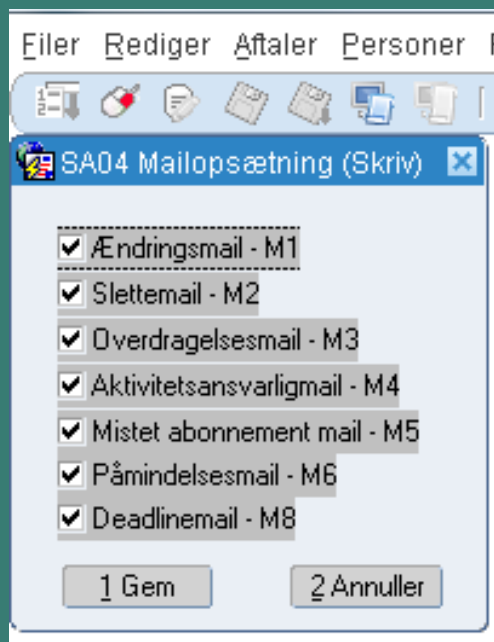 Filer Rediger Aftaler Personer
SA04 Mailopsætning (Skriv)
Ændringsmail - M1
Slettemail - M2
Overdragelsesmail - M3
Aktivitetsansvarligmail - M4
Mistet abonnement mail - M5
Påmindelsesmail - M6
Deadlinemail - M8
1 Gem 2 Annuller